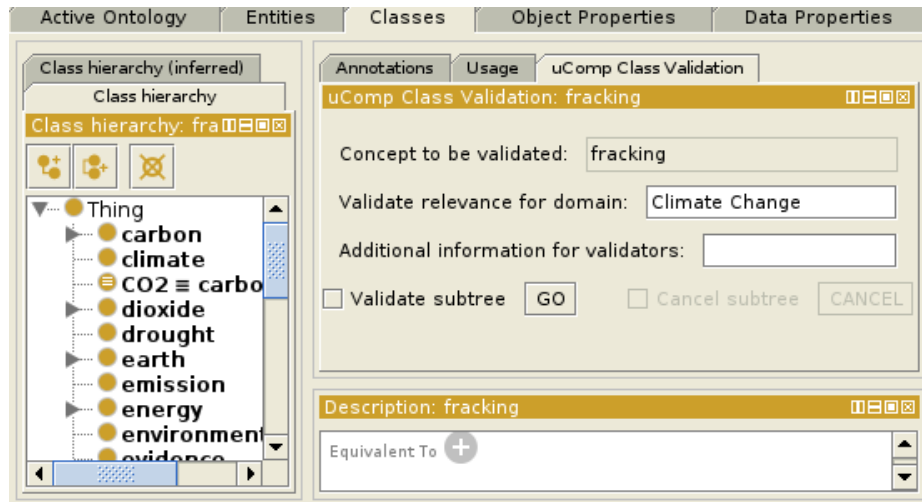 Active Ontology Entities Classes Object Properties Data Properties
Class hierarchy (inferred)
Class hierarchy
Class hierarchy: fra
Thing
carbon
climate
CO2 ≡ carbo
dioxide
drought
earth
emission
energy
environment
evidence
Annotations Usage uComp Class Validation
uComp Class Validation: fracking
Concept to be validated: fracking
Validate relevance for domain: Climate Change
Additional information for validators:
Validate subtree GO Cancel subtree CANCEL
Description: fracking
Equivalent To